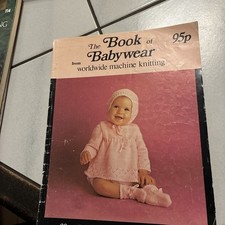 The Book of
Babywear
95p
from worldwide machine knitting